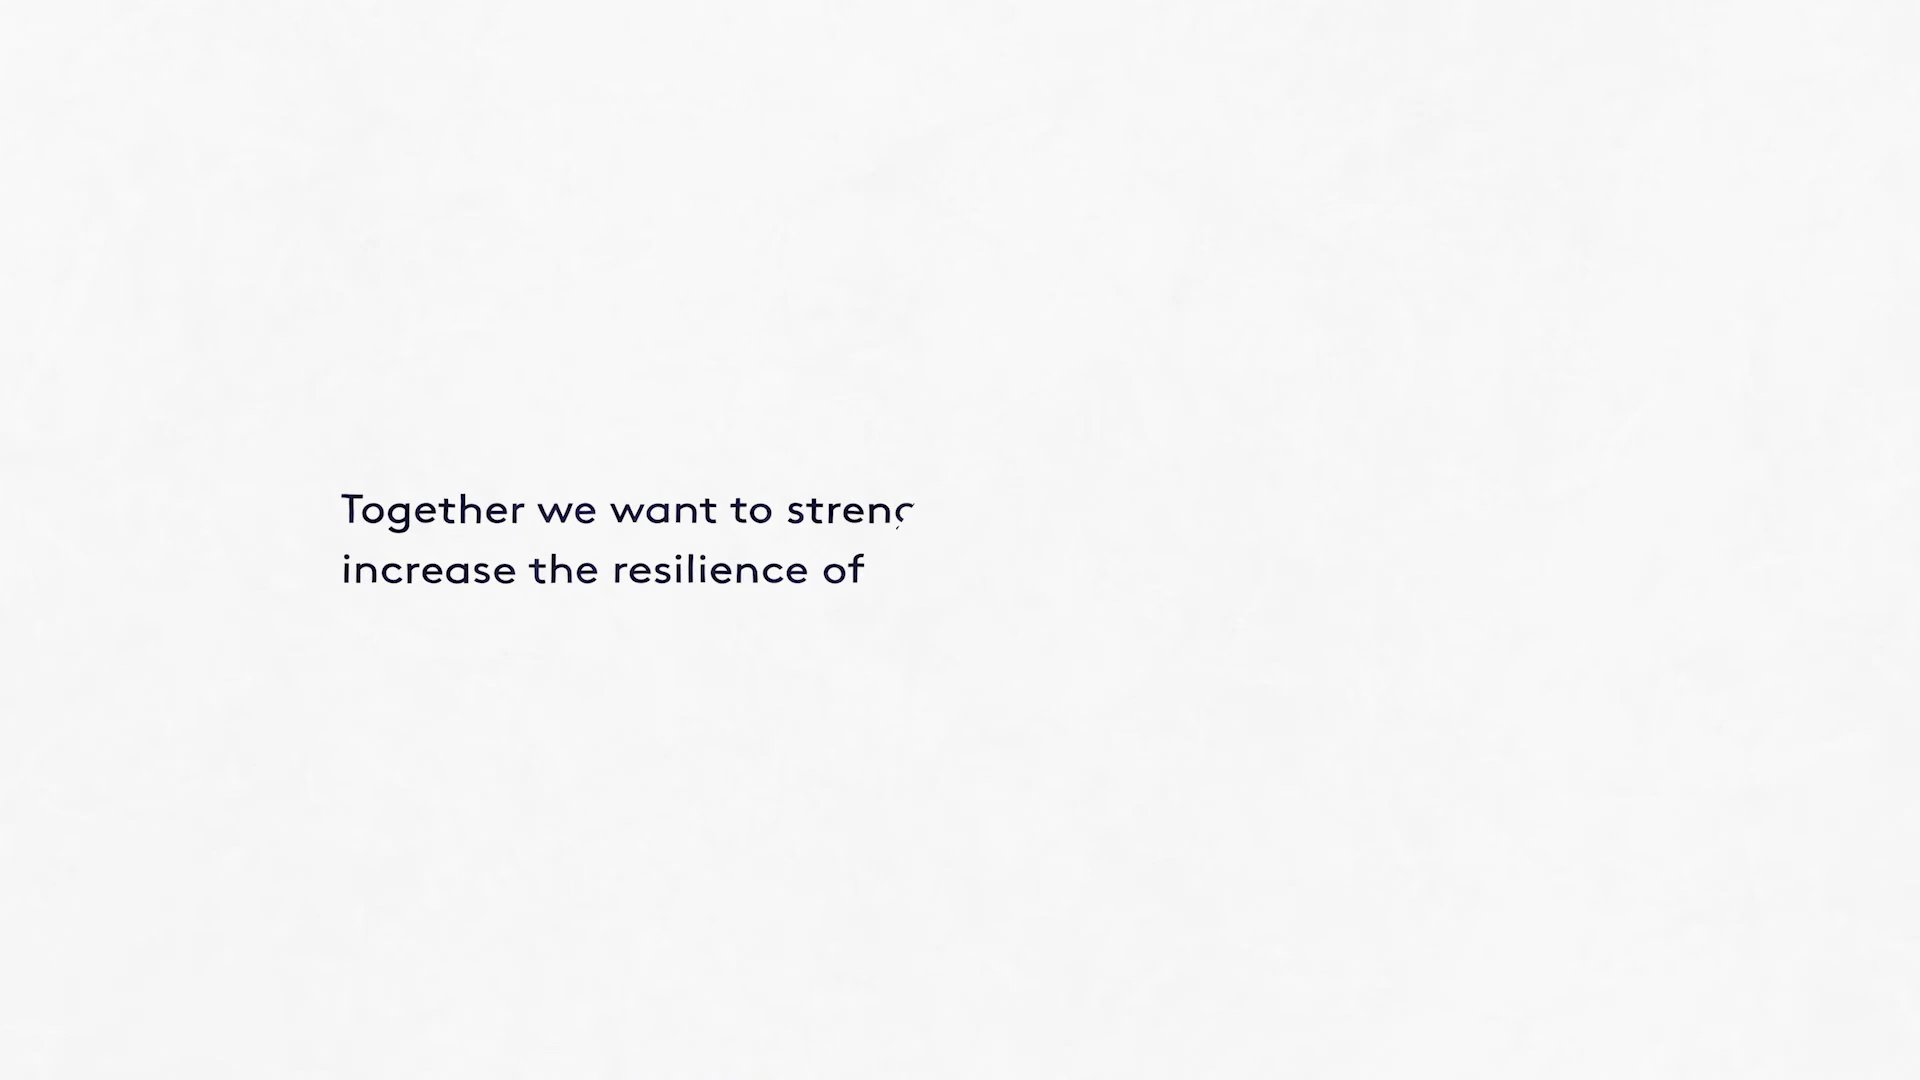 Together we want to
increase the resilience of